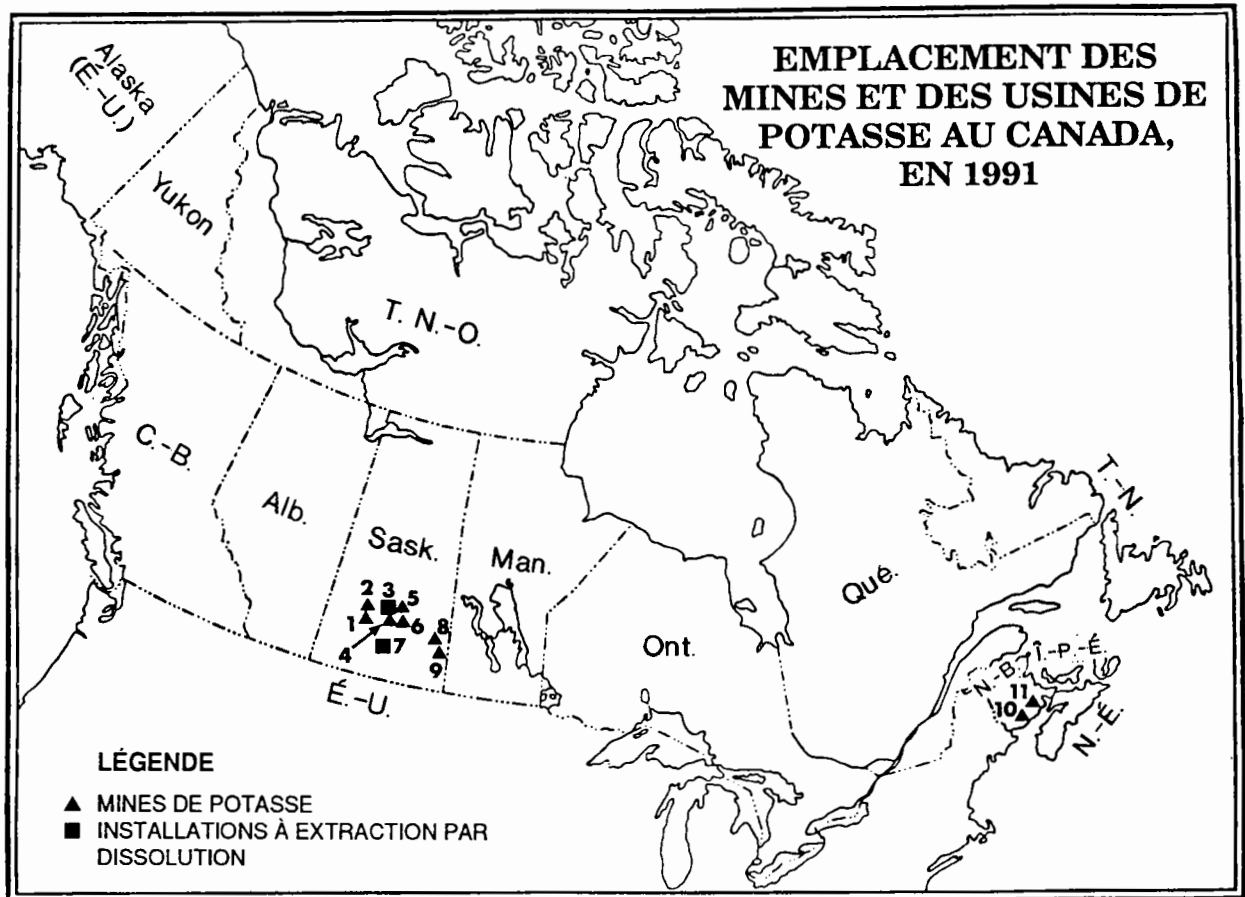 EMPLACEMENT DES
MINES ET DES USINES DE
POTASSE AU CANADA,
EN 1991
Alaska
(É.-U.)
Yukon
T. N.-O.
C.-B.
Alb.
Sask.
Man.
Ont.
Qué.
T.-N.
Î.-P.-É.
N.-B.
N.-É.
É.-U.
2 3 5
1 6 8
4 7 9
11
10
LÉGENDE
▲ MINES DE POTASSE
■ INSTALLATIONS À EXTRACTION PAR
DISSOLUTION